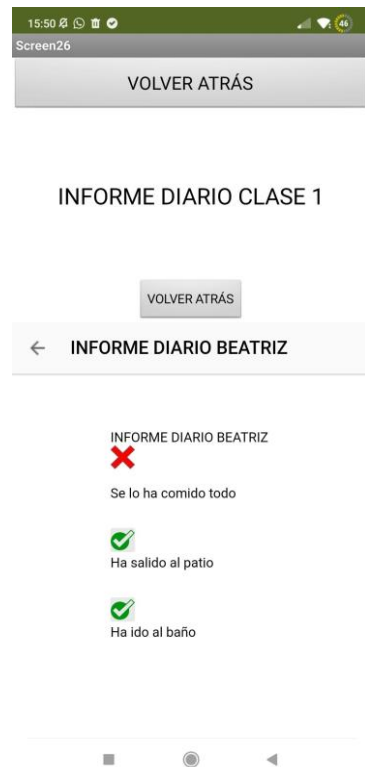 15:50
46
Screen26
VOLVER ATRÁS
INFORME DIARIO CLASE 1
VOLVER ATRÁS
INFORME DIARIO BEATRIZ
INFORME DIARIO BEATRIZ
Se lo ha comido todo
Ha salido al patio
Ha ido al baño